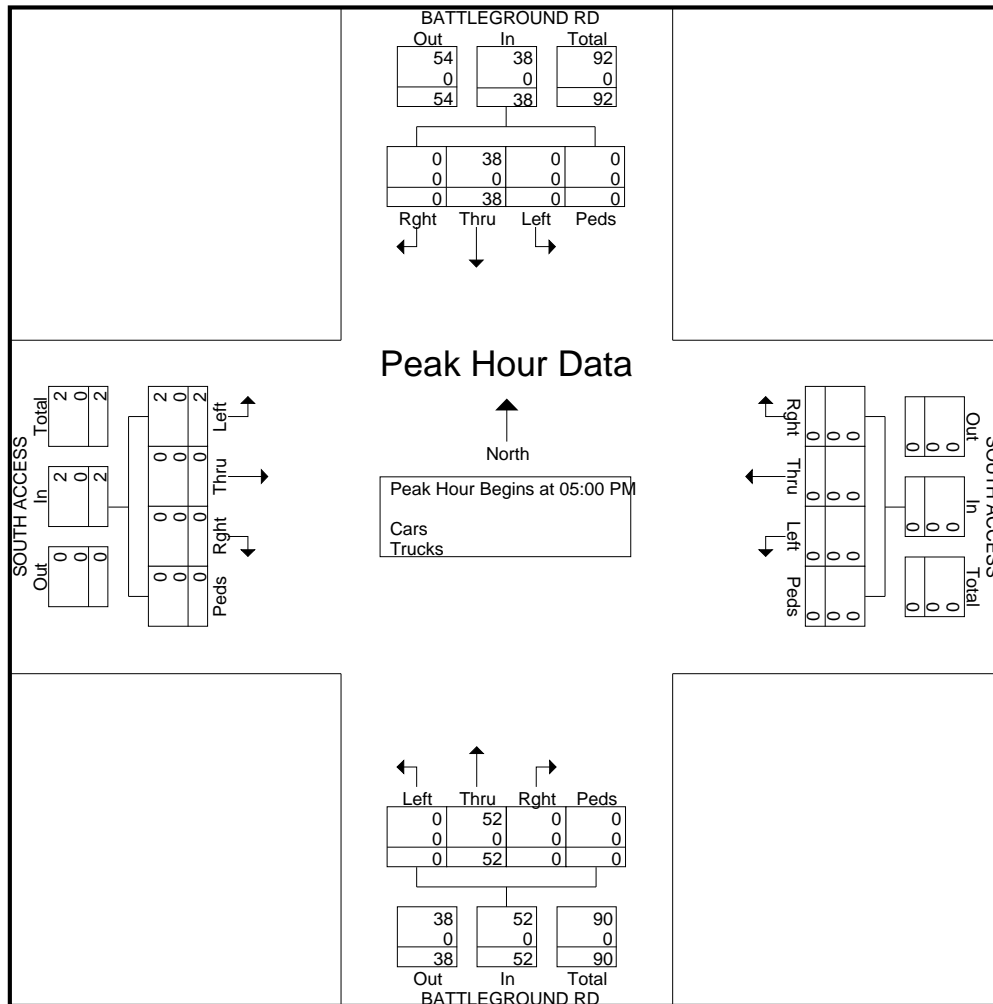 BATTLEGROUND RD
Out In Total
54 38 92
0 0 0
54 38 92
0 38 0 0
0 0 0 0
0 38 0 0
Rght Thru Left Peds
Peak Hour Data
North
Peak Hour Begins at 05:00 PM
Cars
Trucks
SOUTH ACCESS
Out In Total
0 2 2
0 0 0
0 2 2
0 0 0 2
0 0 0 0
0 0 0 2
Peds Rght Thru Left
SOUTH ACCESS
Out In Total
0 0 0
0 0 0
0 0 0
0 0 0 0
0 0 0 0
0 0 0 0
Rght Thru Left Peds
Left Thru Rght Peds
0 52 0 0
0 0 0 0
0 52 0 0
38 52 90
0 0 0
38 52 90
Out In Total
BATTLEGROUND RD